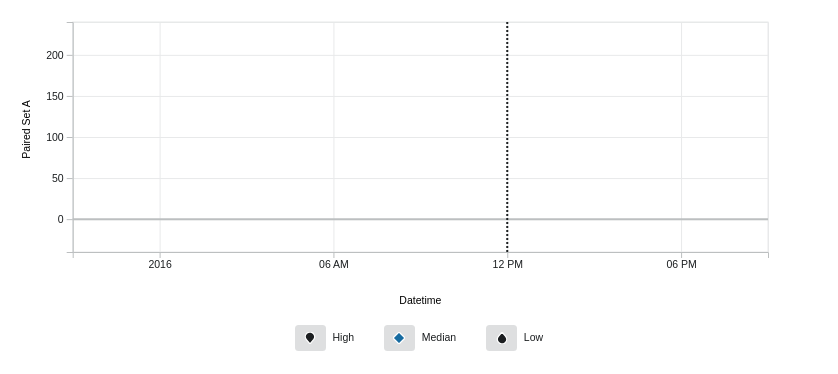 Paired Set A
200
150
100
50
0
2016
06 AM
12 PM
06 PM
Datetime
High
Median
Low